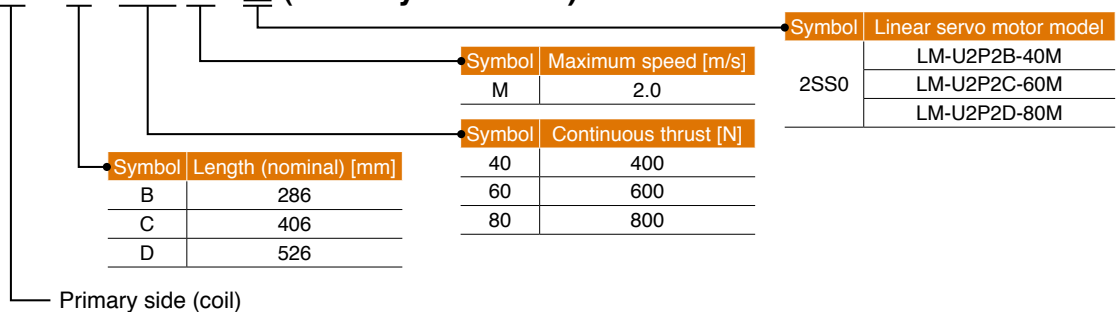 Symbol Linear servo motor model
2SS0
LM-U2P2B-40M
LM-U2P2C-60M
LM-U2P2D-80M
Symbol Maximum speed [m/s]
M 2.0
Symbol Continuous thrust [N]
40 400
60 600
80 800
Symbol Length (nominal) [mm]
B 286
C 406
D 526
Primary side (coil)